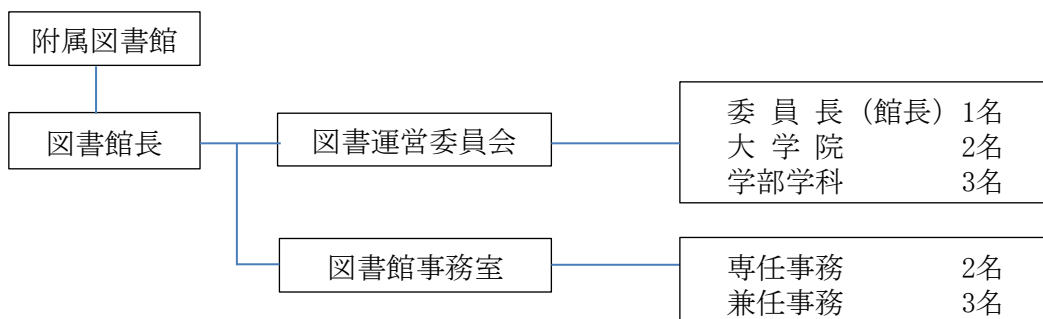 附属図書館
図書館長
図書運営委員会
委 員 長（館長）1名
大 学 院 2名
学部学科 3名
図書館事務室
専任事務 2名
兼任事務 3名